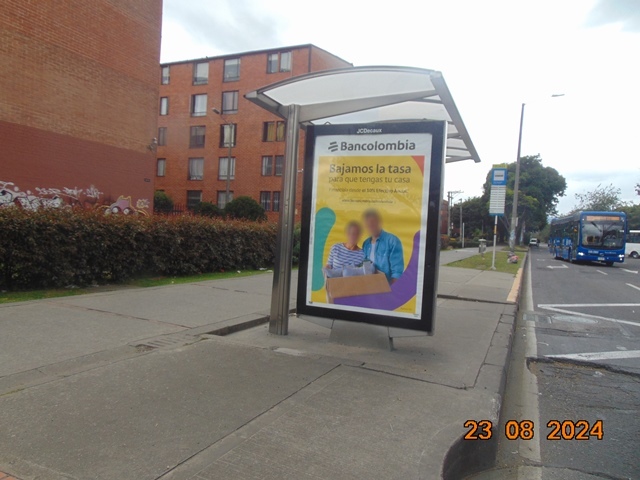 JCDecaux
Bancolombia
Bajamos la tasa
para que tengas tu casa
23 08 2024